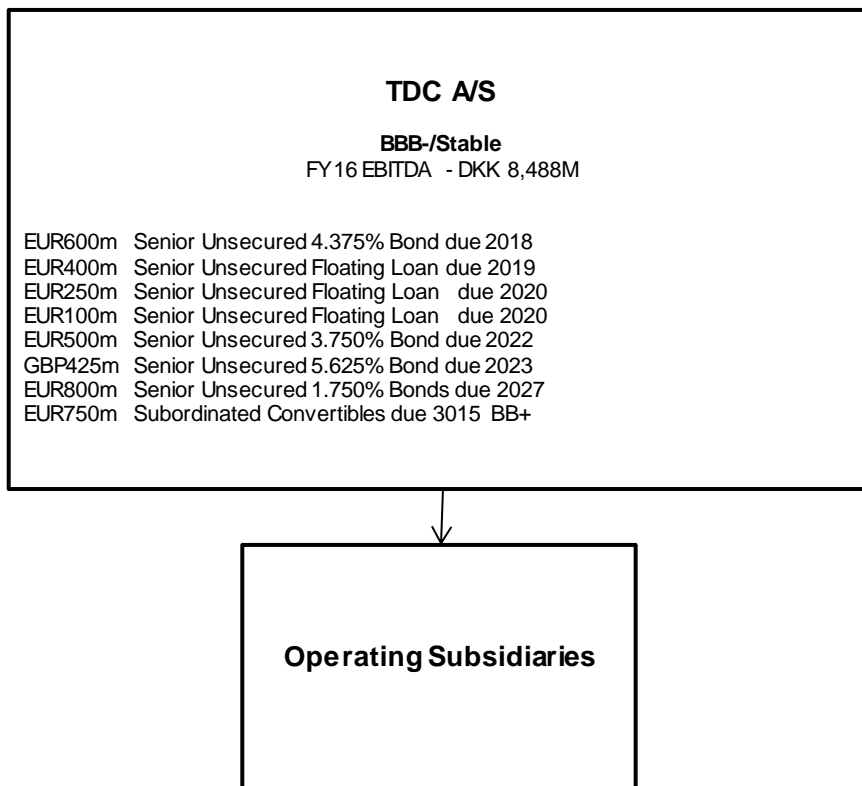 TDC A/S
BBB-/Stable
FY16 EBITDA - DKK 8,488M
EUR600m Senior Unsecured 4.375% Bond due 2018
EUR400m Senior Unsecured Floating Loan due 2019
EUR250m Senior Unsecured Floating Loan due 2020
EUR100m Senior Unsecured Floating Loan due 2020
EUR500m Senior Unsecured 3.750% Bond due 2022
GBP425m Senior Unsecured 5.625% Bond due 2023
EUR800m Senior Unsecured 1.750% Bonds due 2027
EUR750m Subordinated Convertibles due 3015 BB+
Operating Subsidiaries